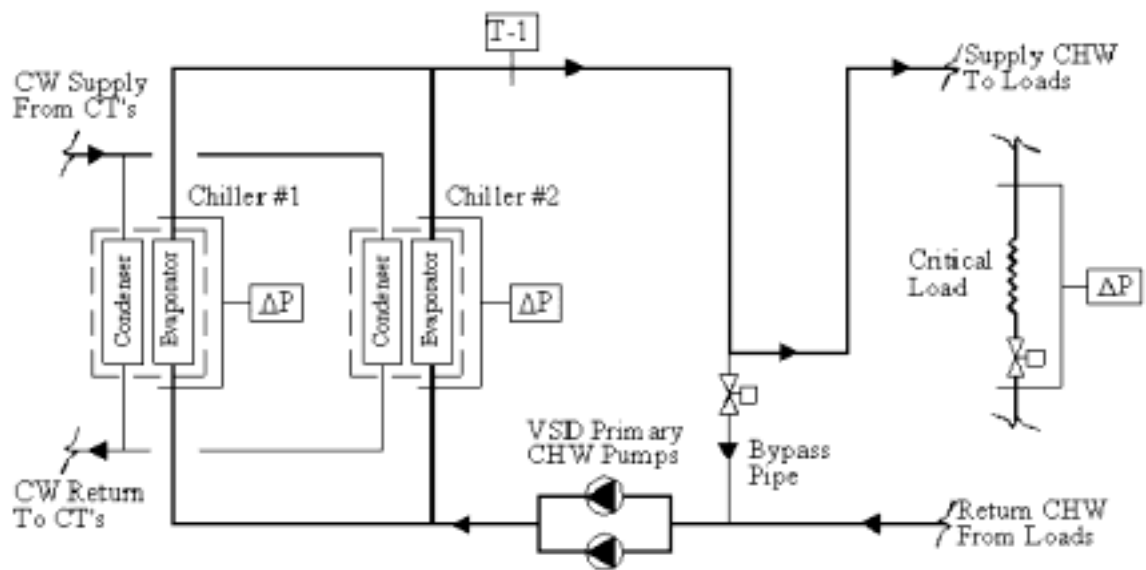 T-1
CW Supply
From CT's
Supply CHW
To Loads
Chiller #1
Chiller #2
Condenser
Evaporator
ΔP
Condenser
Evaporator
ΔP
Critical
Load
ΔP
VSD Primary
CHW Pumps
Bypass
Pipe
CW Return
To CT's
Return CHW
From Loads